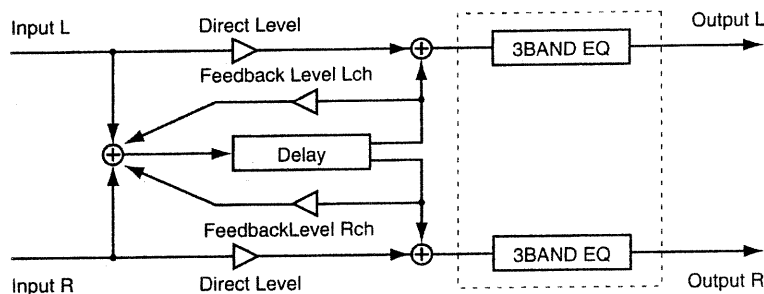 Input L
Direct Level
Output L
3BAND EQ
Feedback Level Lch
Delay
FeedbackLevel Rch
3BAND EQ
Input R
Direct Level
Output R